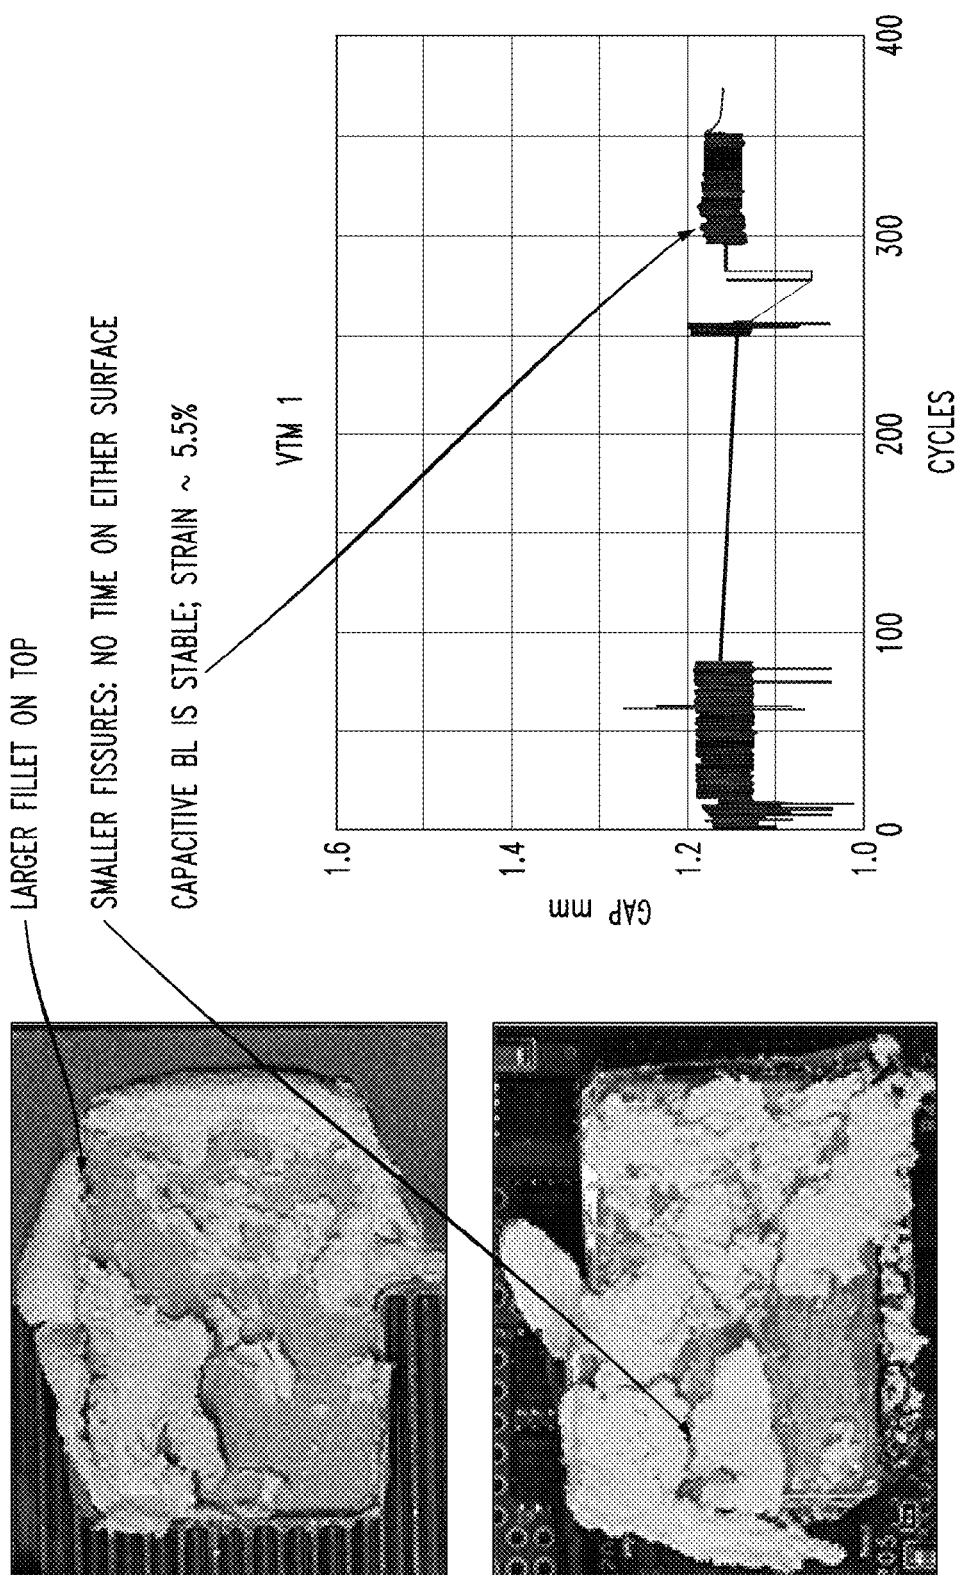 LARGER FILLET ON TOP
SMALLER FISSURES: NO TIME ON EITHER SURFACE
CAPACITIVE BL IS STABLE; STRAIN ~ 5.5%
VTM 1
1.6
1.4
1.2
1.0
GAP mm
0
100
200
300
400
CYCLES